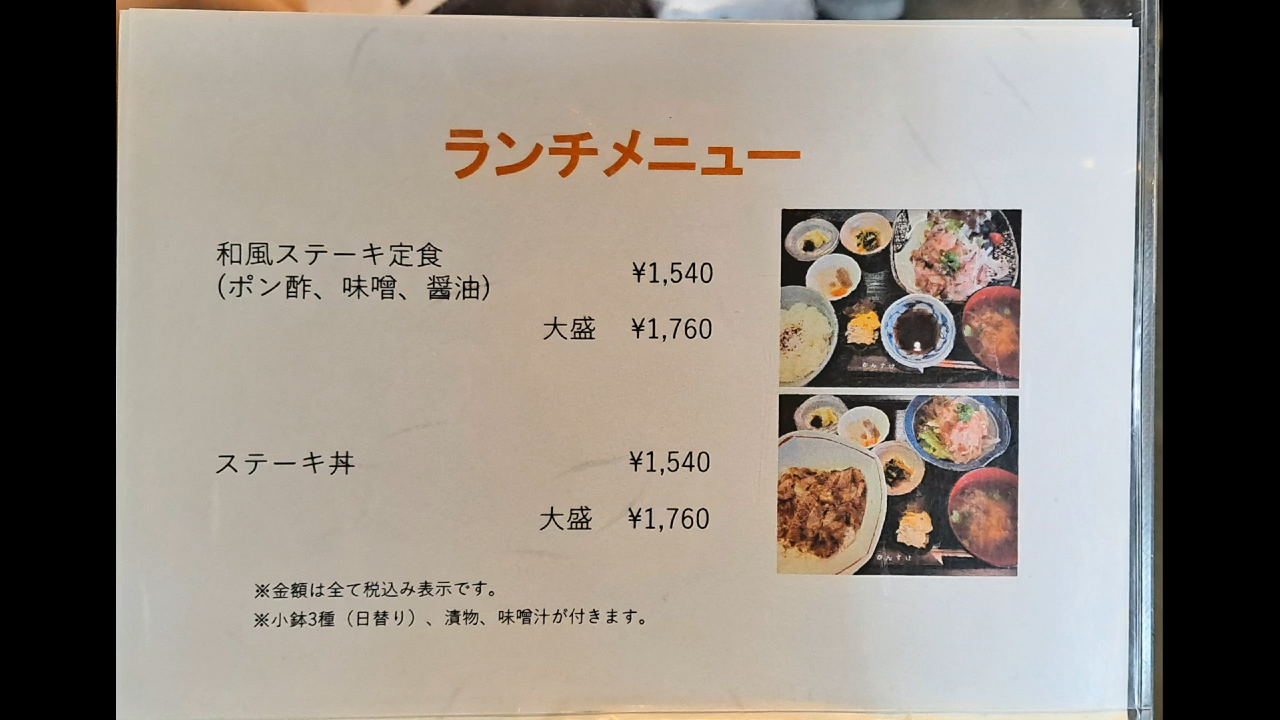 ランチメニュー
和風ステーキ定食
(ポン酢、味噌、醤油)
¥1,540
大盛 ¥1,760
ステーキ丼 ¥1,540
大盛 ¥1,760
※金額は全て税込み表示です。
※小鉢3種（日替り）、漬物、味噌汁が付きます。